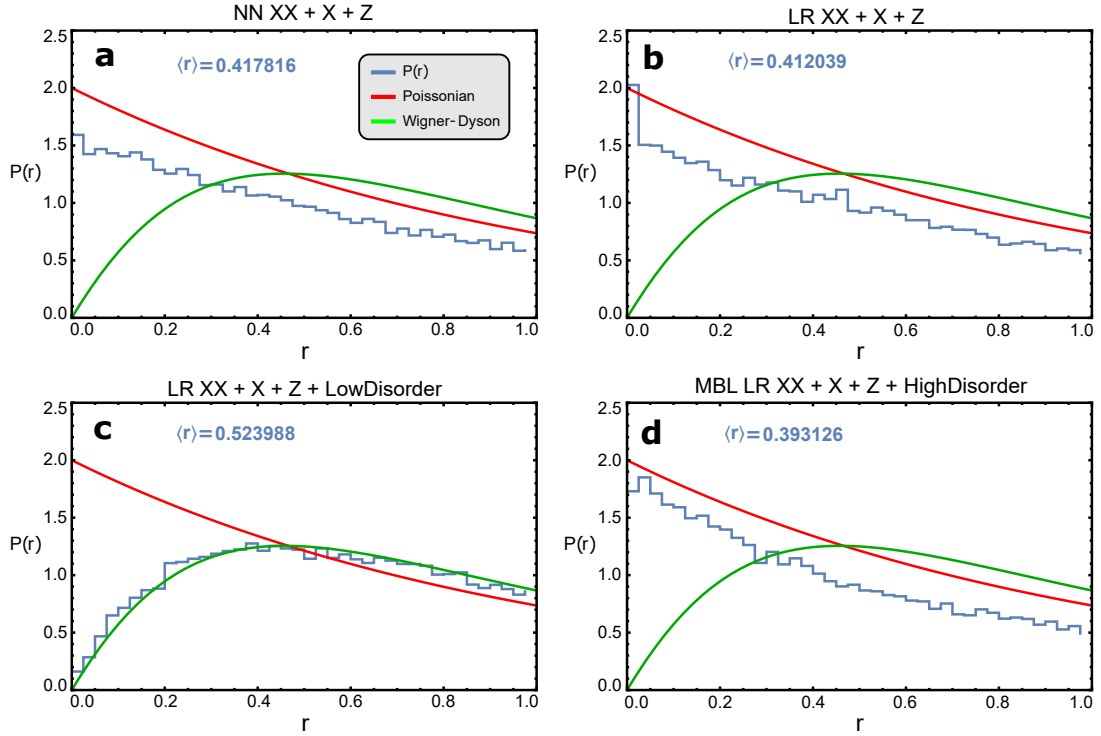 NN XX + X + Z
a
⟨r⟩=0.417816
P(r)
Poissonian
Wigner-Dyson
2.5
2.0
1.5
P(r)
1.0
0.5
0.0
0.0 0.2 0.4 0.6 0.8 1.0
r
LR XX + X + Z
b
⟨r⟩=0.412039
2.5
2.0
1.5
P(r)
1.0
0.5
0.0
0.0 0.2 0.4 0.6 0.8 1.0
r
LR XX + X + Z + LowDisorder
c
⟨r⟩=0.523988
2.5
2.0
1.5
P(r)
1.0
0.5
0.0
0.0 0.2 0.4 0.6 0.8 1.0
r
MBL LR XX + X + Z + HighDisorder
d
⟨r⟩=0.393126
2.5
2.0
1.5
P(r)
1.0
0.5
0.0
0.0 0.2 0.4 0.6 0.8 1.0
r